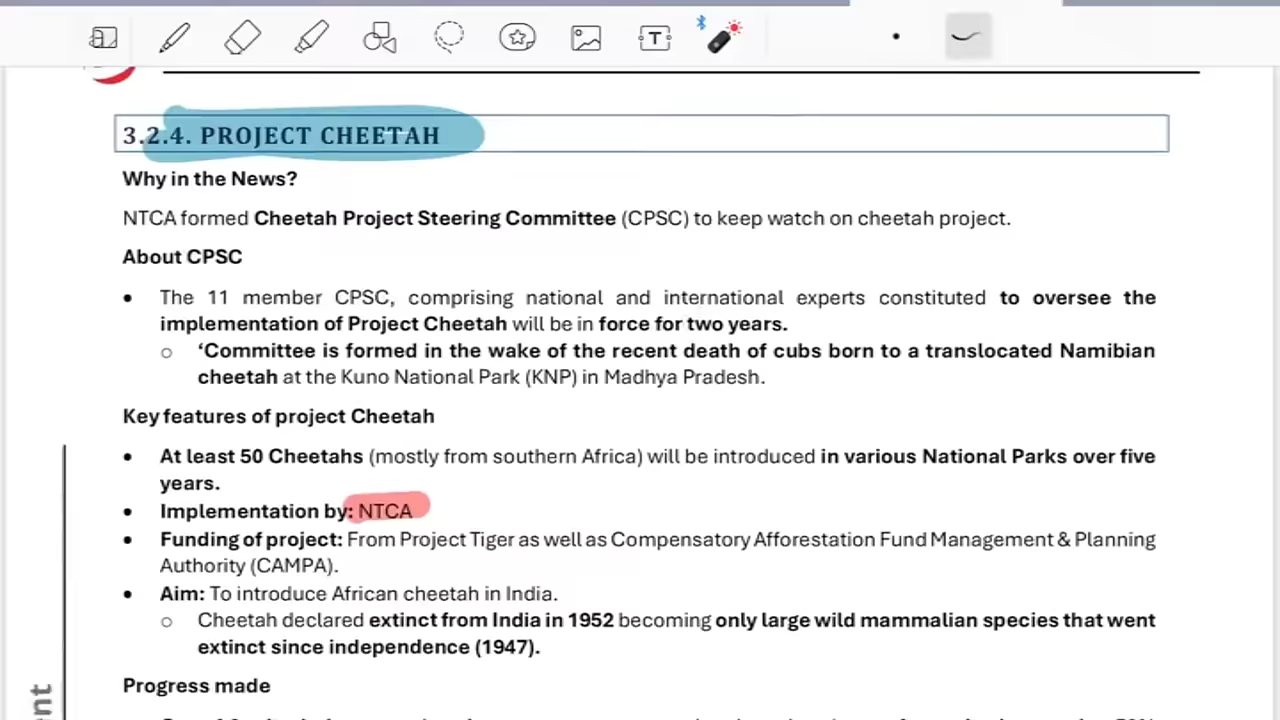 3.2.4. PROJECT CHEETAH
Why in the News?
NTCA formed Cheetah Project Steering Committee (CPSC) to keep watch on cheetah project.
About CPSC
• The 11 member CPSC, comprising national and international experts constituted to oversee the
implementation of Project Cheetah will be in force for two years.
o ‘Committee is formed in the wake of the recent death of cubs born to a translocated Namibian
cheetah at the Kuno National Park (KNP) in Madhya Pradesh.
Key features of project Cheetah
• At least 50 Cheetahs (mostly from southern Africa) will be introduced in various National Parks over five
years.
• Implementation by: NTCA
• Funding of project: From Project Tiger as well as Compensatory Afforestation Fund Management & Planning
Authority (CAMPA).
• Aim: To introduce African cheetah in India.
o Cheetah declared extinct from India in 1952 becoming only large wild mammalian species that went
extinct since independence (1947).
Progress made
nt